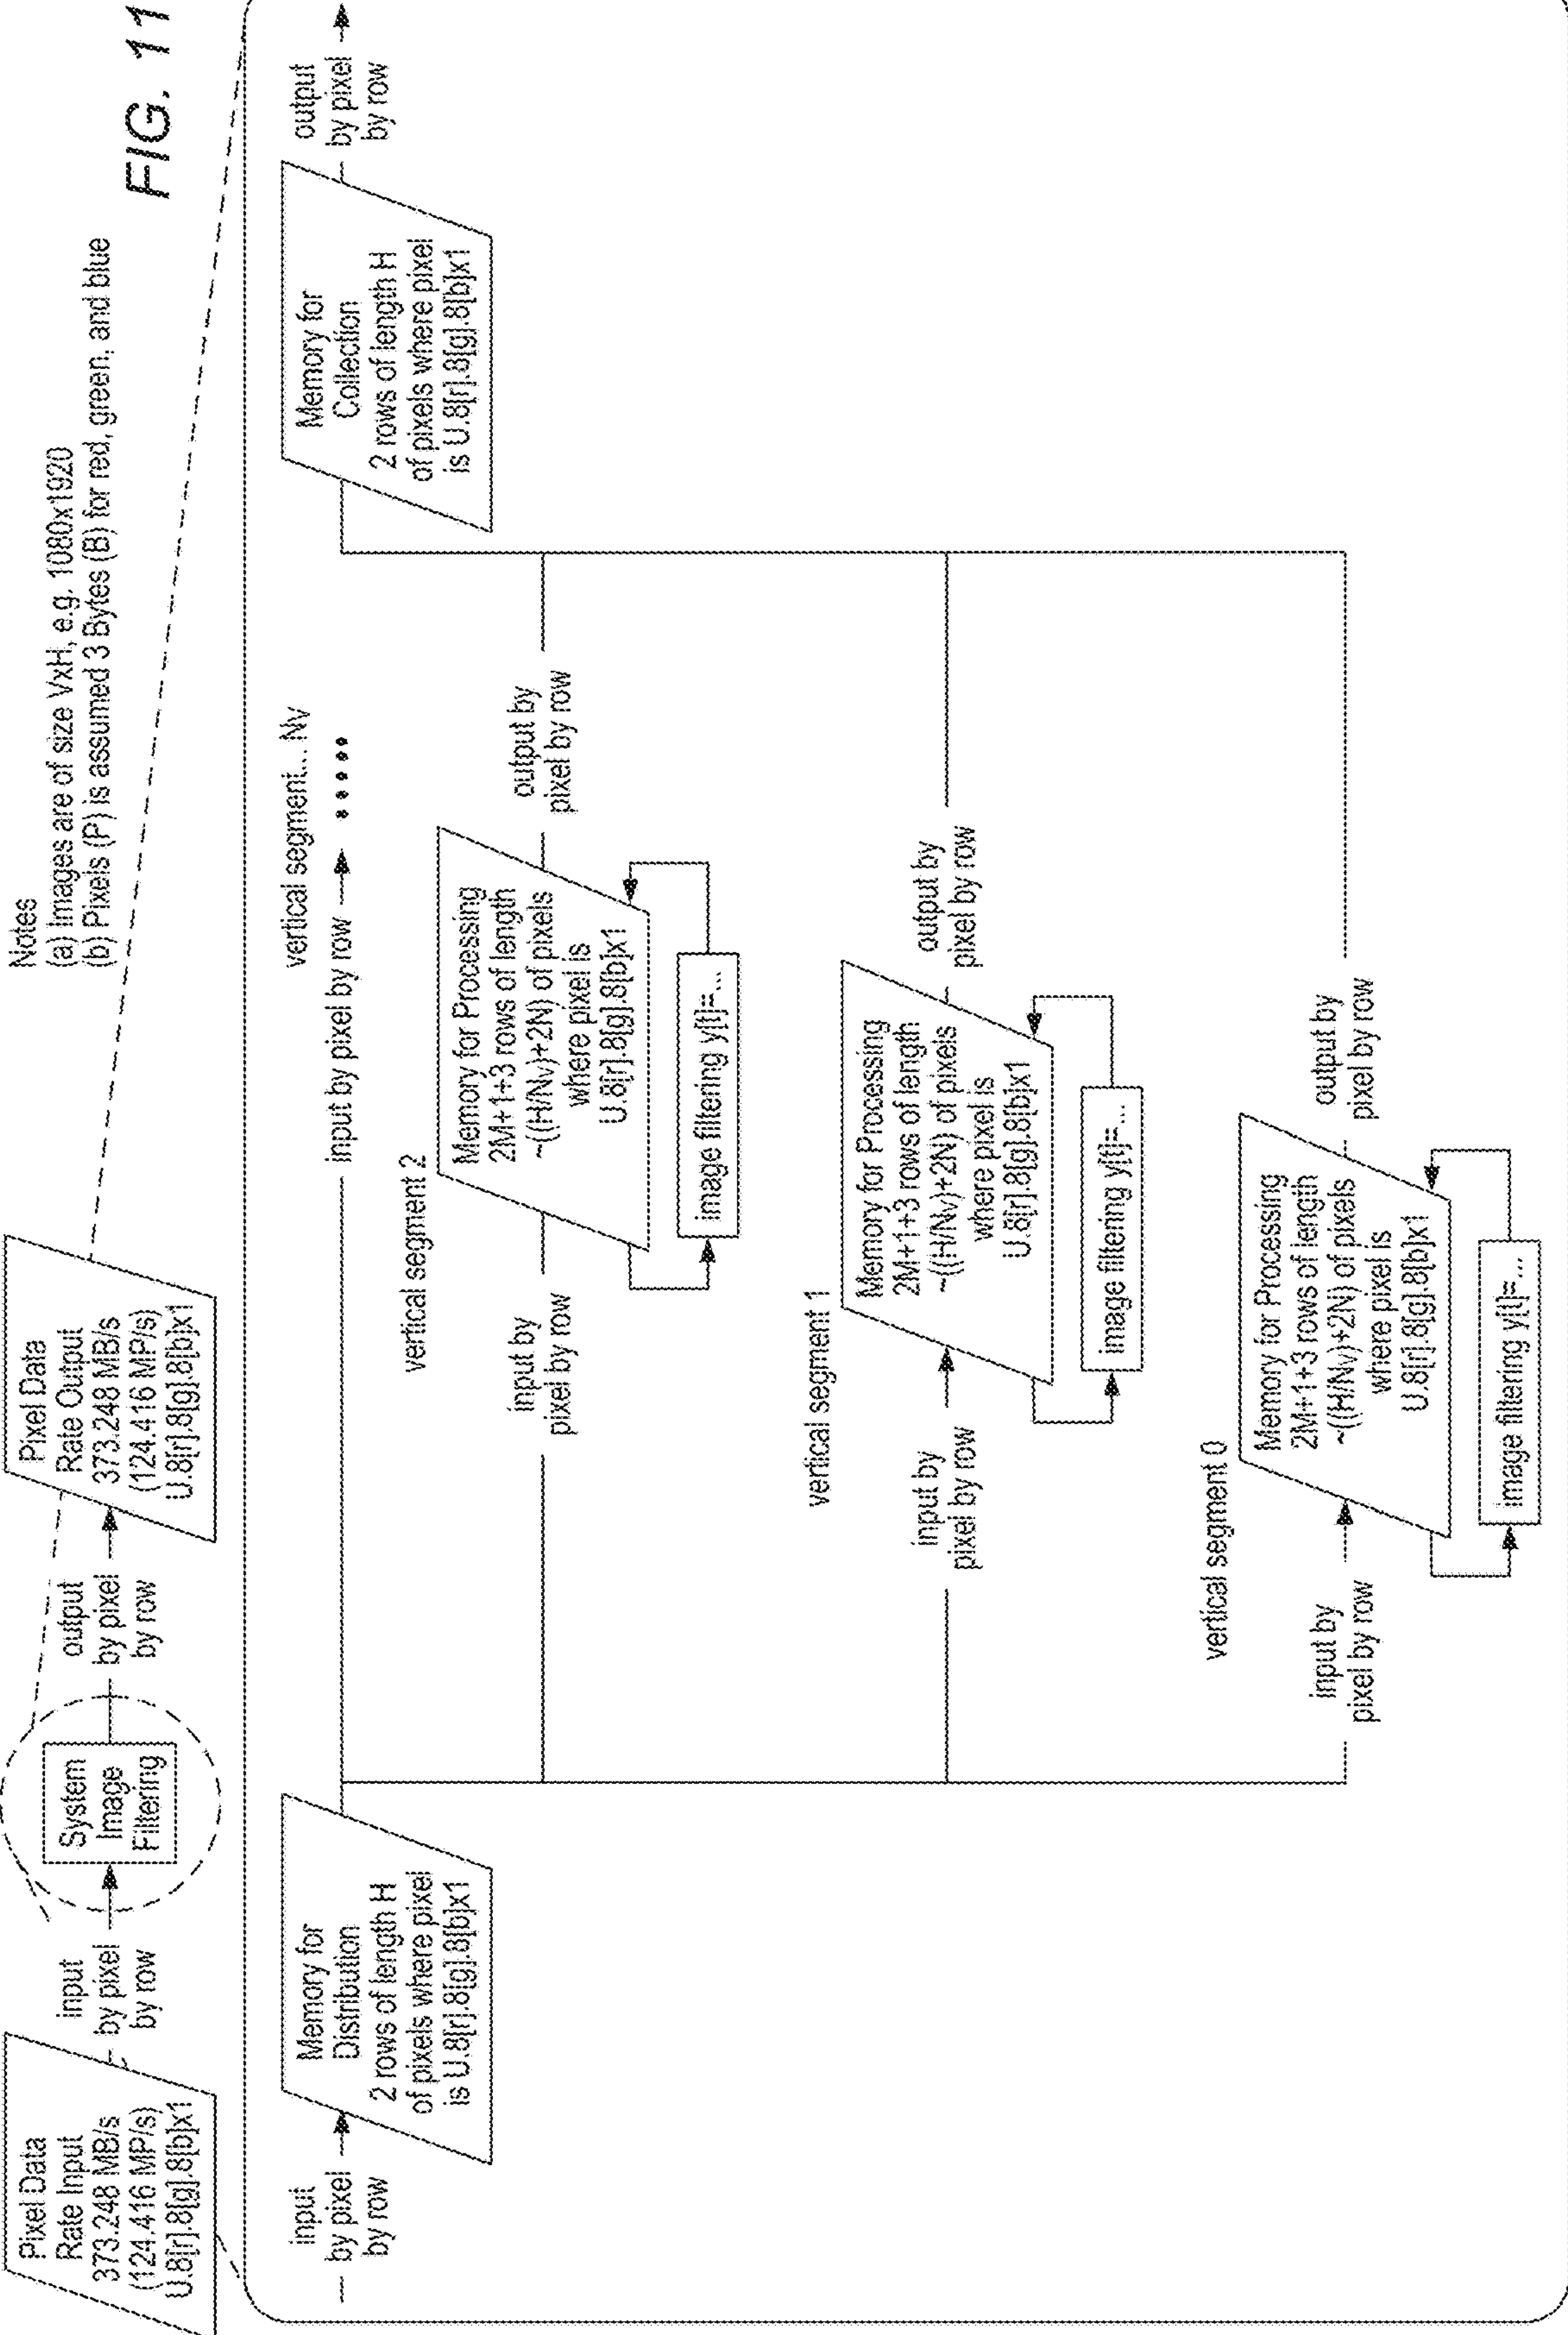 FIG. 11
Notes
(a) Images are of size VxH, e.g. 1080x1920
(b) Pixels (P) is assumed 3 Bytes (B) for red, green, and blue
Pixel Data
Rate Input
373.248 MB/s
(124.416 MP/s)
U.8[r].8[g].8[b]x1
input
by pixel
by row
System
Image
Filtering
output
by pixel
by row
Pixel Data
Rate Output
373.248 MB/s
(124.416 MP/s)
U.8[r].8[g].8[b]x1
input
by pixel
by row
Memory for
Distribution
2 rows of length H
of pixels where pixel
is U.8[r].8[g].8[b]x1
vertical segment... Nv
input by pixel by row
vertical segment 2
input by
pixel by row
Memory for Processing
2M+1+3 rows of length
~((H/Nv)+2N) of pixels
where pixel is
U.8[r].8[g].8[b]x1
image filtering y[t]=...
output by
pixel by row
vertical segment 1
input by
pixel by row
Memory for Processing
2M+1+3 rows of length
~((H/Nv)+2N) of pixels
where pixel is
U.8[r].8[g].8[b]x1
image filtering y[t]=...
output by
pixel by row
vertical segment 0
input by
pixel by row
Memory for Processing
2M+1+3 rows of length
~((H/Nv)+2N) of pixels
where pixel is
U.8[r].8[g].8[b]x1
image filtering y[t]=...
output by
pixel by row
Memory for
Collection
2 rows of length H
of pixels where pixel
is U.8[r].8[g].8[b]x1
output
by pixel
by row